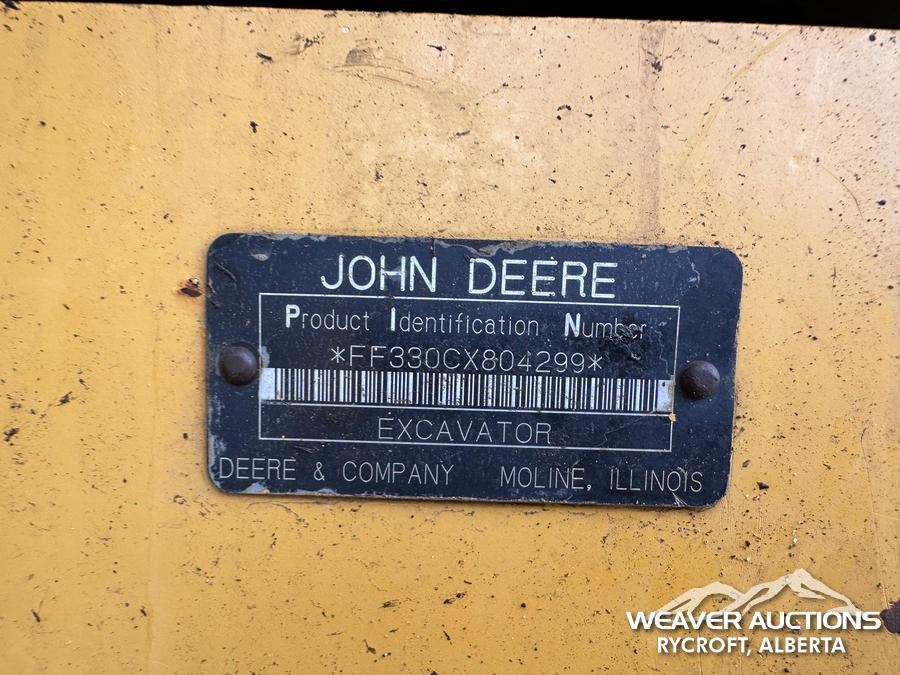 JOHN DEERE
Product Identification Number
*FF330CX804299*
EXCAVATOR
DEERE & COMPANY MOLINE, ILLINOIS
WEAVER AUCTIONS
RYCROFT, ALBERTA